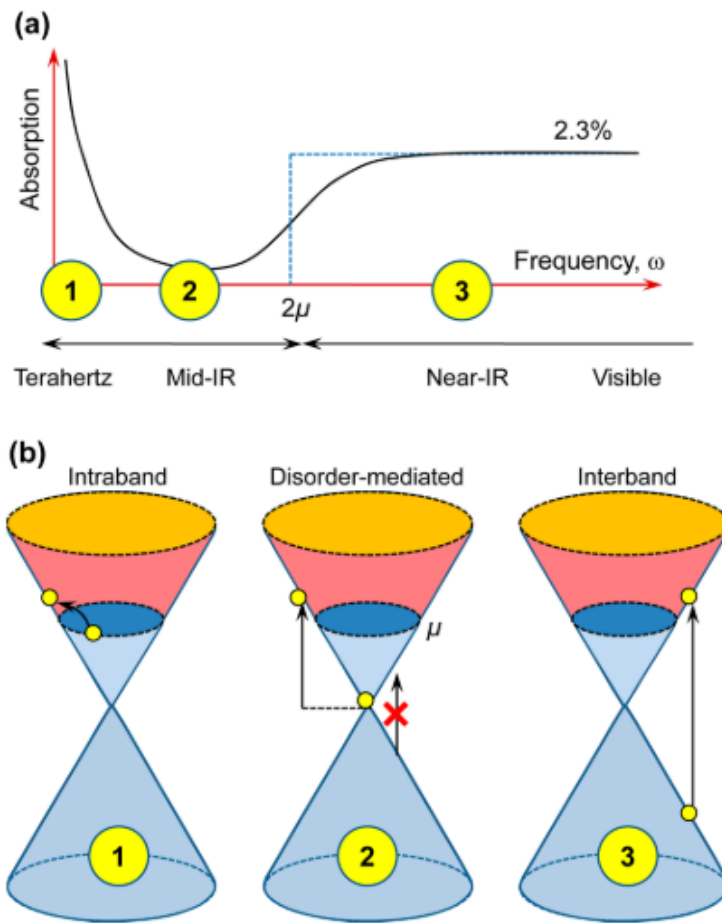 (a)
Absorption
2.3%
Frequency, ω
1 2 3
2μ
Terahertz Mid-IR Near-IR Visible
(b)
Intraband Disorder-mediated Interband
μ
1 2 3